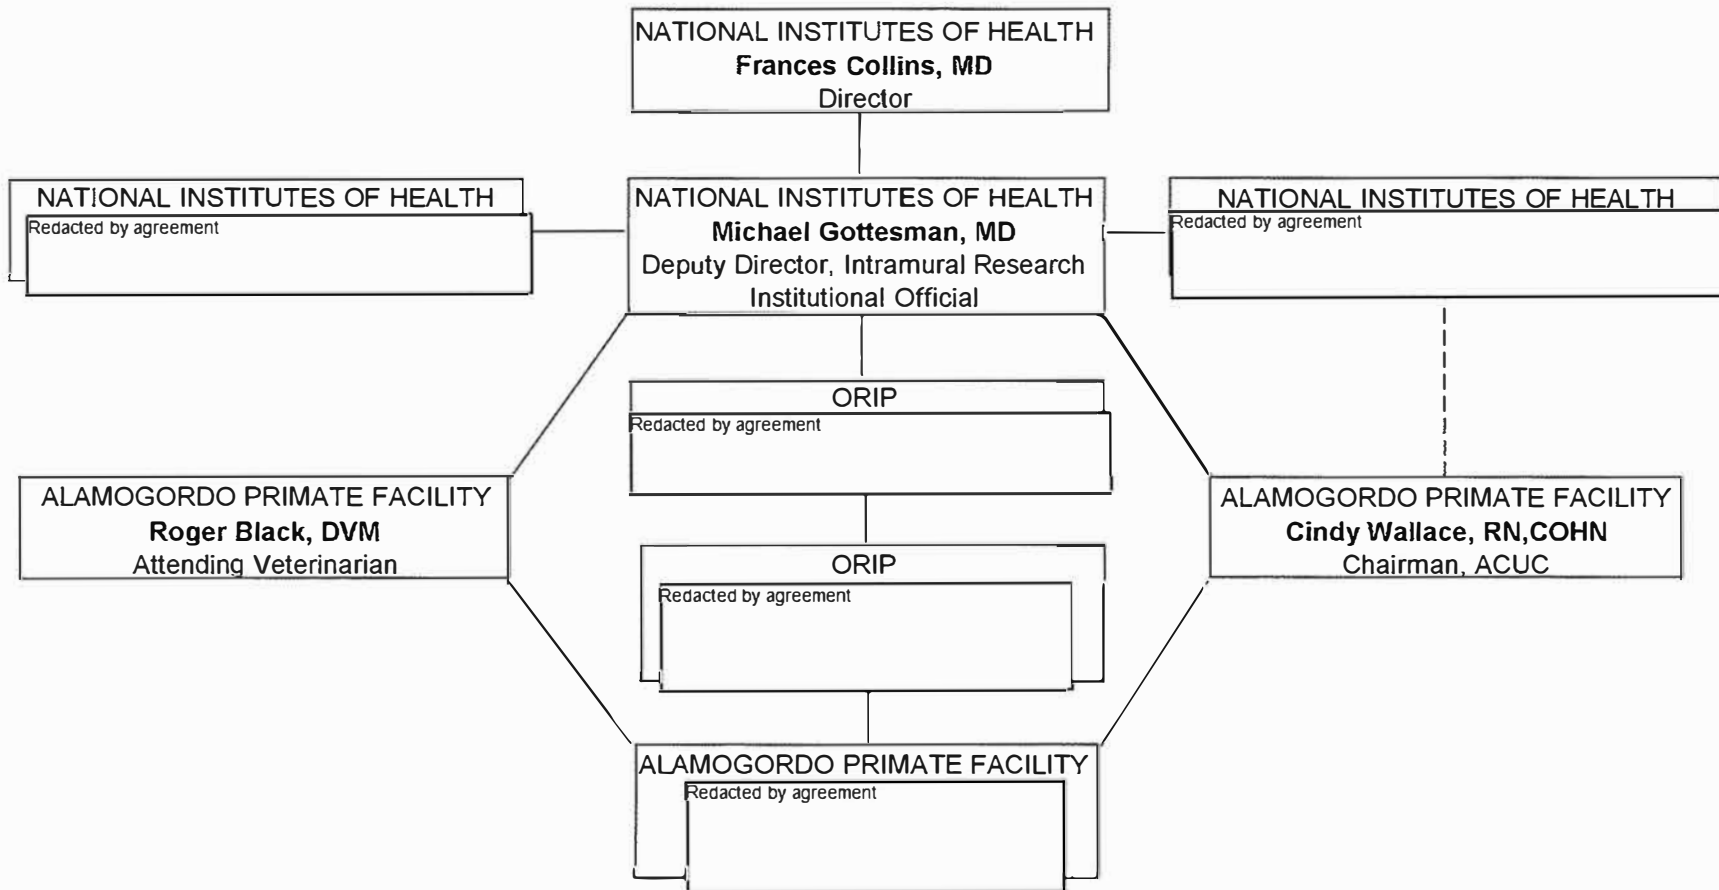 NATIONAL INSTITUTES OF HEALTH
Frances Collins, MD
Director
NATIONAL INSTITUTES OF HEALTH
Redacted by agreement
NATIONAL INSTITUTES OF HEALTH
Michael Gottesman, MD
Deputy Director, Intramural Research
Institutional Official
NATIONAL INSTITUTES OF HEALTH
Redacted by agreement
ORIP
Redacted by agreement
ALAMOGORDO PRIMATE FACILITY
Roger Black, DVM
Attending Veterinarian
ORIP
Redacted by agreement
ALAMOGORDO PRIMATE FACILITY
Cindy Wallace, RN,COHN
Chairman, ACUC
ALAMOGORDO PRIMATE FACILITY
Redacted by agreement